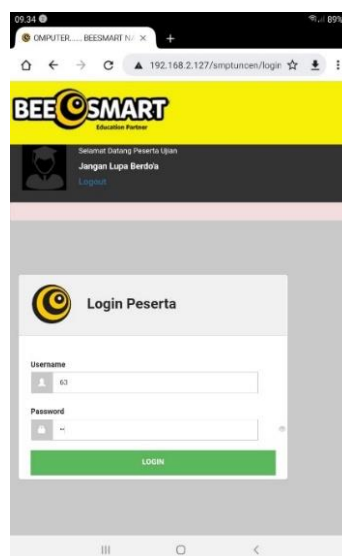 09.34
89%
OMPUTER...... BEESMART NA
192.168.2.127/smptuncen/login
BEESMART
Education Partner
Selamat Datang Peserta Ujian
Jangan Lupa Berdo'a
Logout
Login Peserta
Username
63
Password
LOGIN